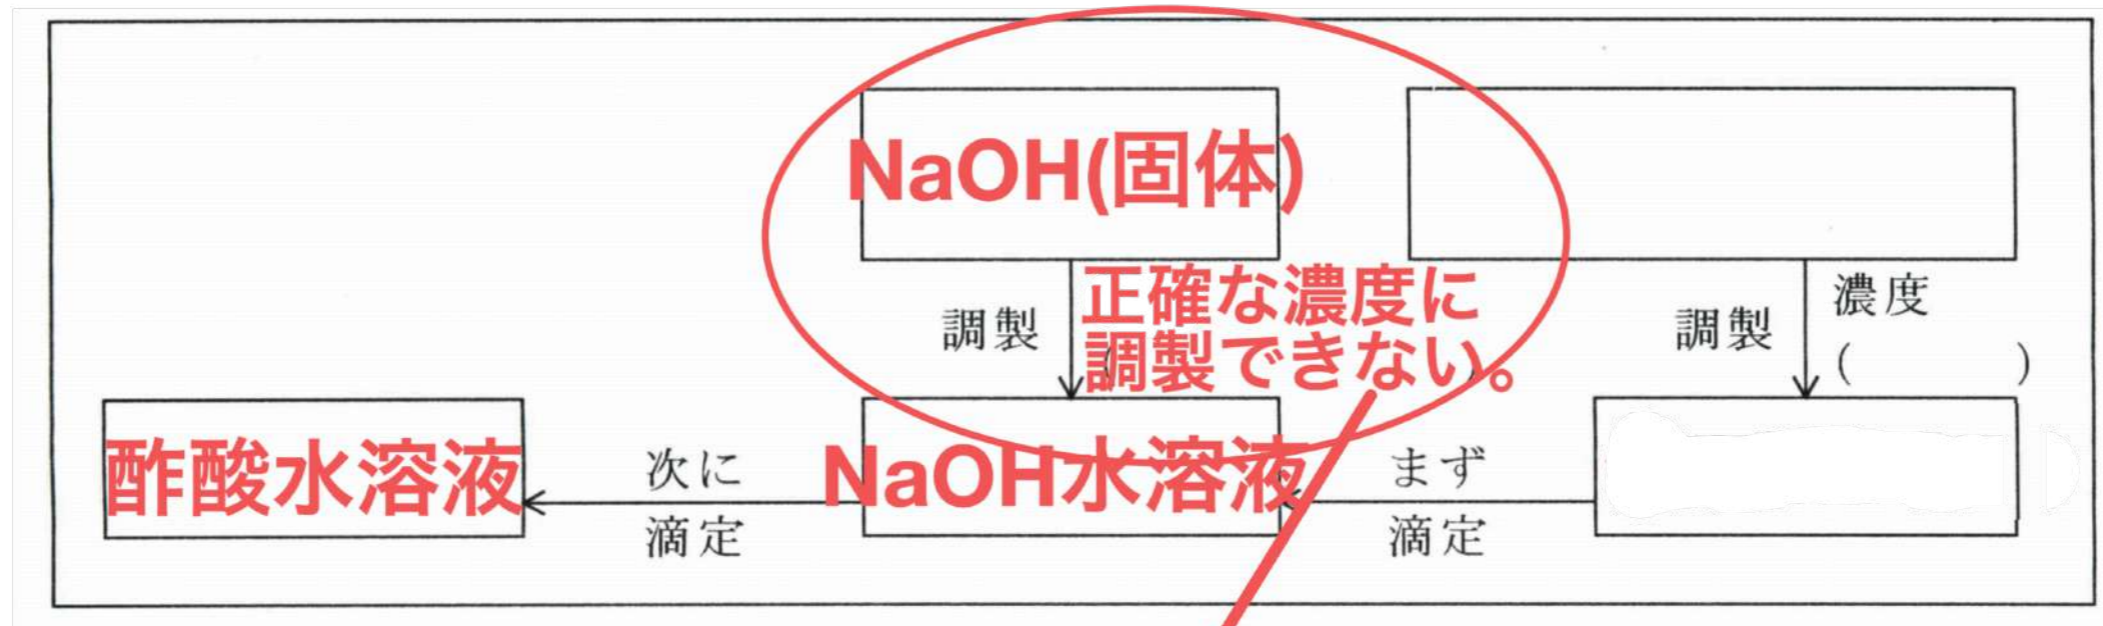 NaOH(固体)
調製
正確な濃度に
調製できない。
調製
濃度
( )
酢酸水溶液
次に
滴定
NaOH水溶液
まず
滴定